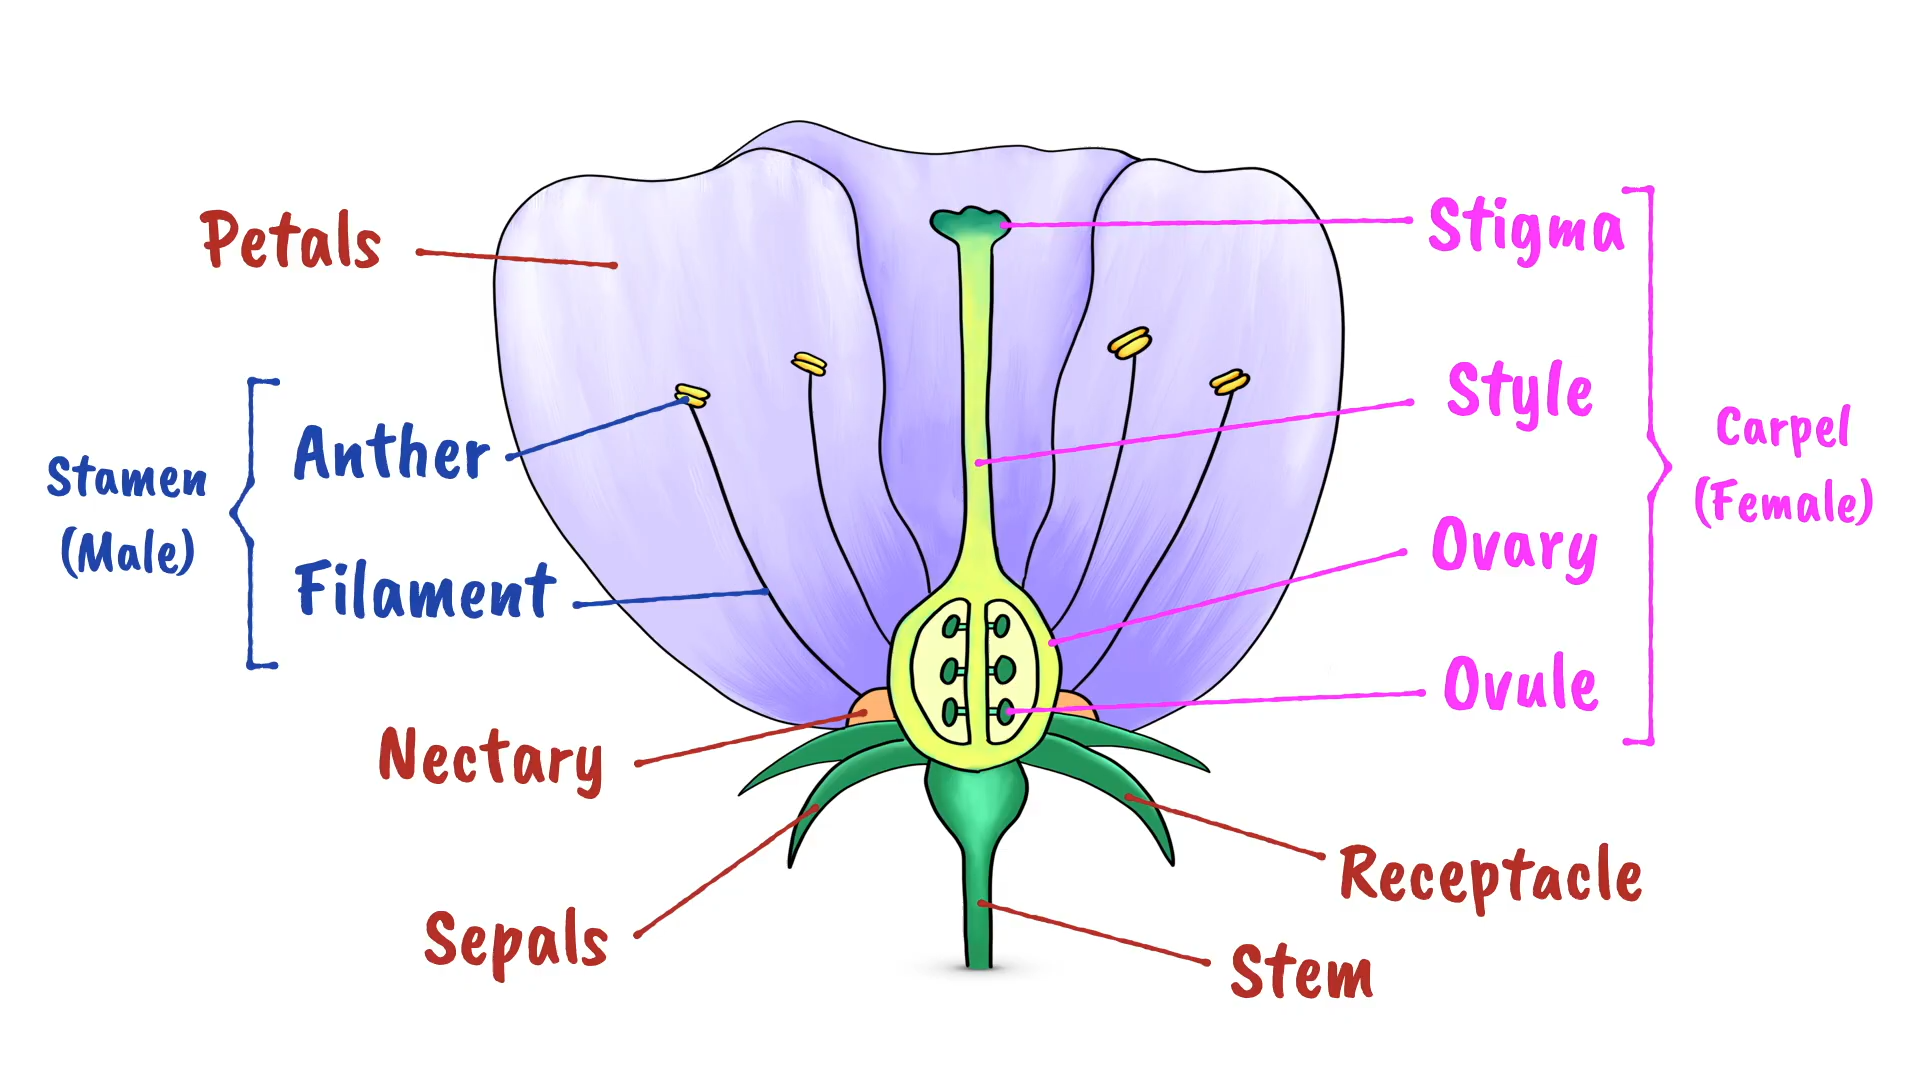 Petals
Stigma
Style
Anther
Carpel
(Female)
Stamen
(Male)
Ovary
Filament
Ovule
Nectary
Receptacle
Sepals
Stem